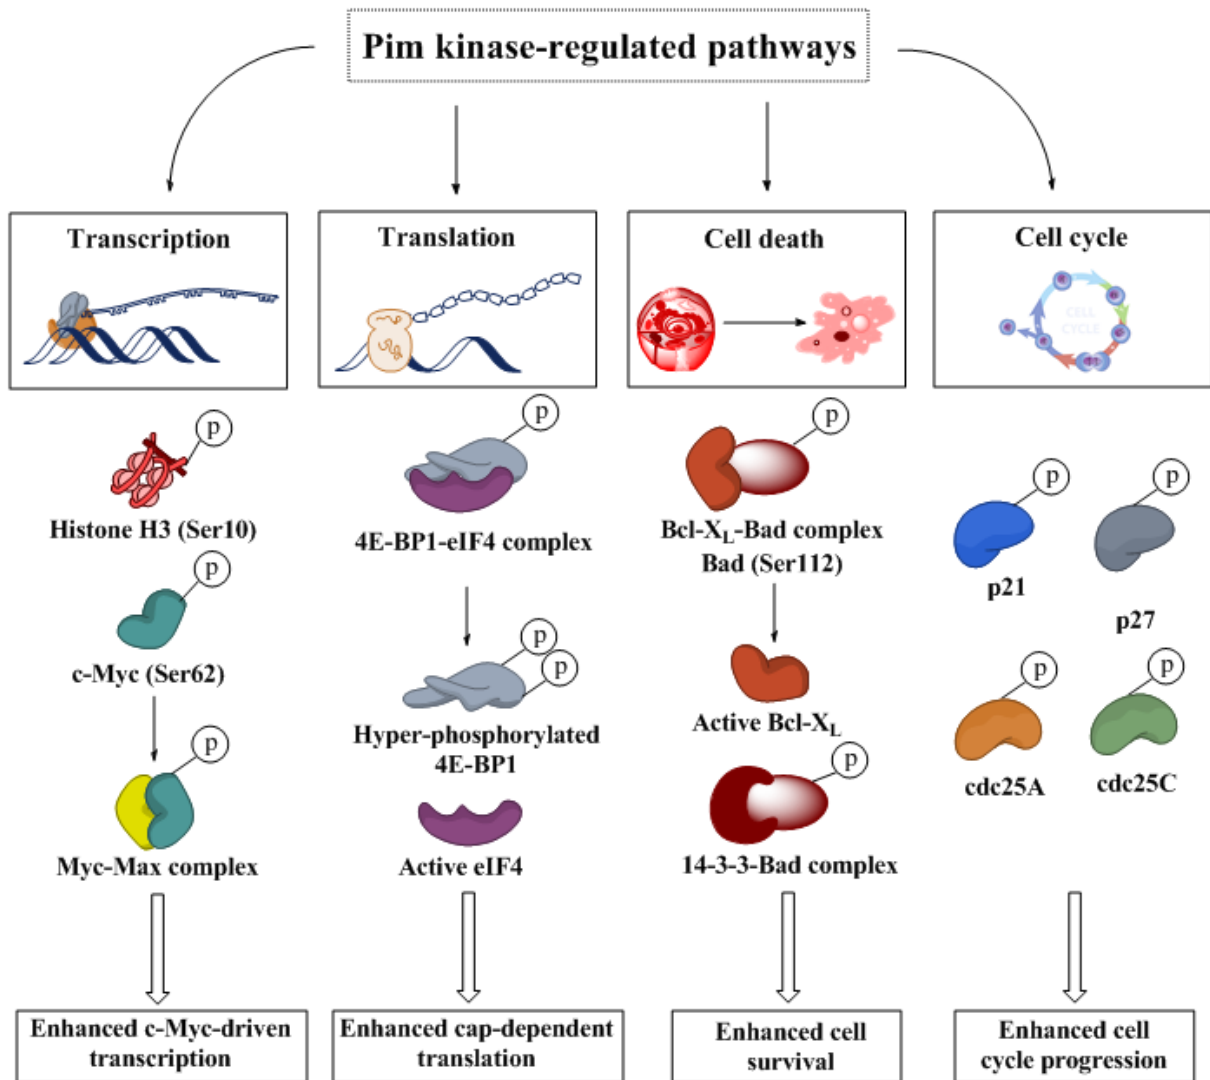 Pim kinase-regulated pathways
Transcription
Translation
Cell death
Cell cycle
CELL
CYCLE
p
Histone H3 (Ser10)
p
c-Myc (Ser62)
p
Myc-Max complex
Enhanced c-Myc-driven
transcription
p
4E-BP1-eIF4 complex
p
p
Hyper-phosphorylated
4E-BP1
Active eIF4
Enhanced cap-dependent
translation
p
Bcl-XL-Bad complex
Bad (Ser112)
Active Bcl-XL
p
14-3-3-Bad complex
Enhanced cell
survival
p
p21
p
p27
p
cdc25A
p
cdc25C
Enhanced cell
cycle progression